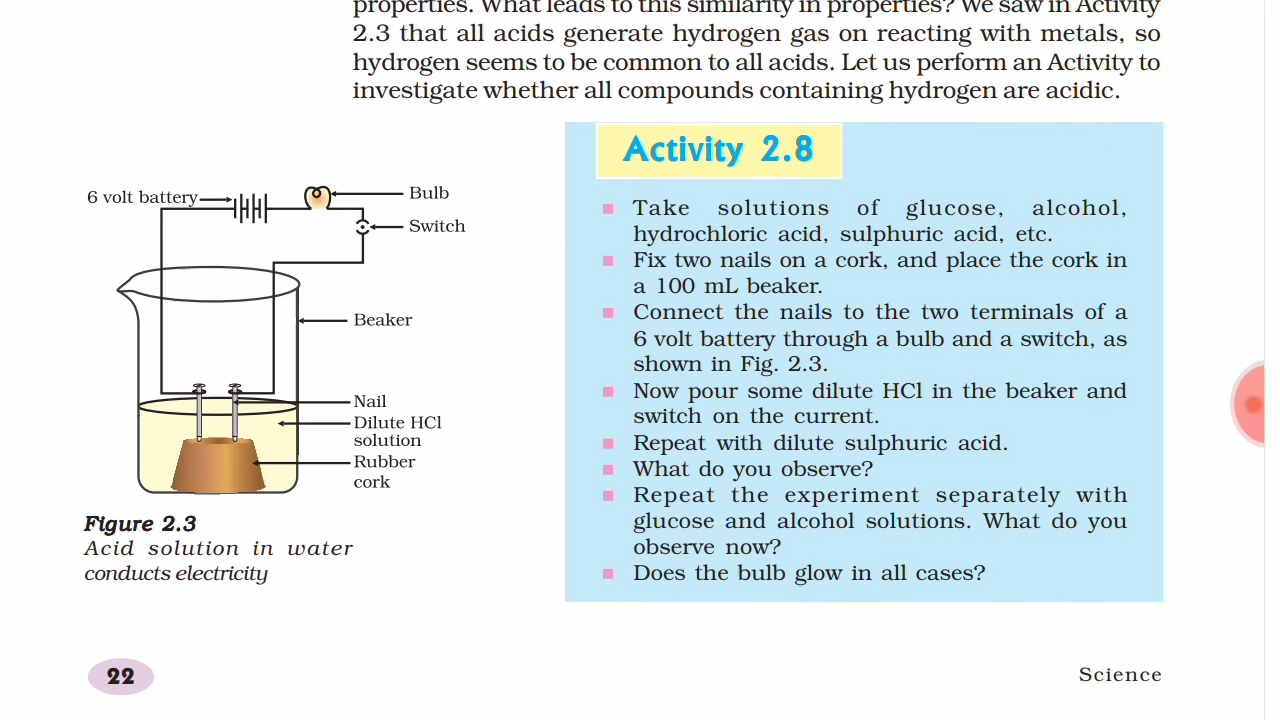 properties. What leads to this similarity in properties? We saw in Activity
2.3 that all acids generate hydrogen gas on reacting with metals, so
hydrogen seems to be common to all acids. Let us perform an Activity to
investigate whether all compounds containing hydrogen are acidic.
6 volt battery
Bulb
Switch
Beaker
Nail
Dilute HCl
solution
Rubber
cork
Figure 2.3
Acid solution in water
conducts electricity
Activity 2.8
Take solutions of glucose, alcohol,
hydrochloric acid, sulphuric acid, etc.
Fix two nails on a cork, and place the cork in
a 100 mL beaker.
Connect the nails to the two terminals of a
6 volt battery through a bulb and a switch, as
shown in Fig. 2.3.
Now pour some dilute HCl in the beaker and
switch on the current.
Repeat with dilute sulphuric acid.
What do you observe?
Repeat the experiment separately with
glucose and alcohol solutions. What do you
observe now?
Does the bulb glow in all cases?
22
Science